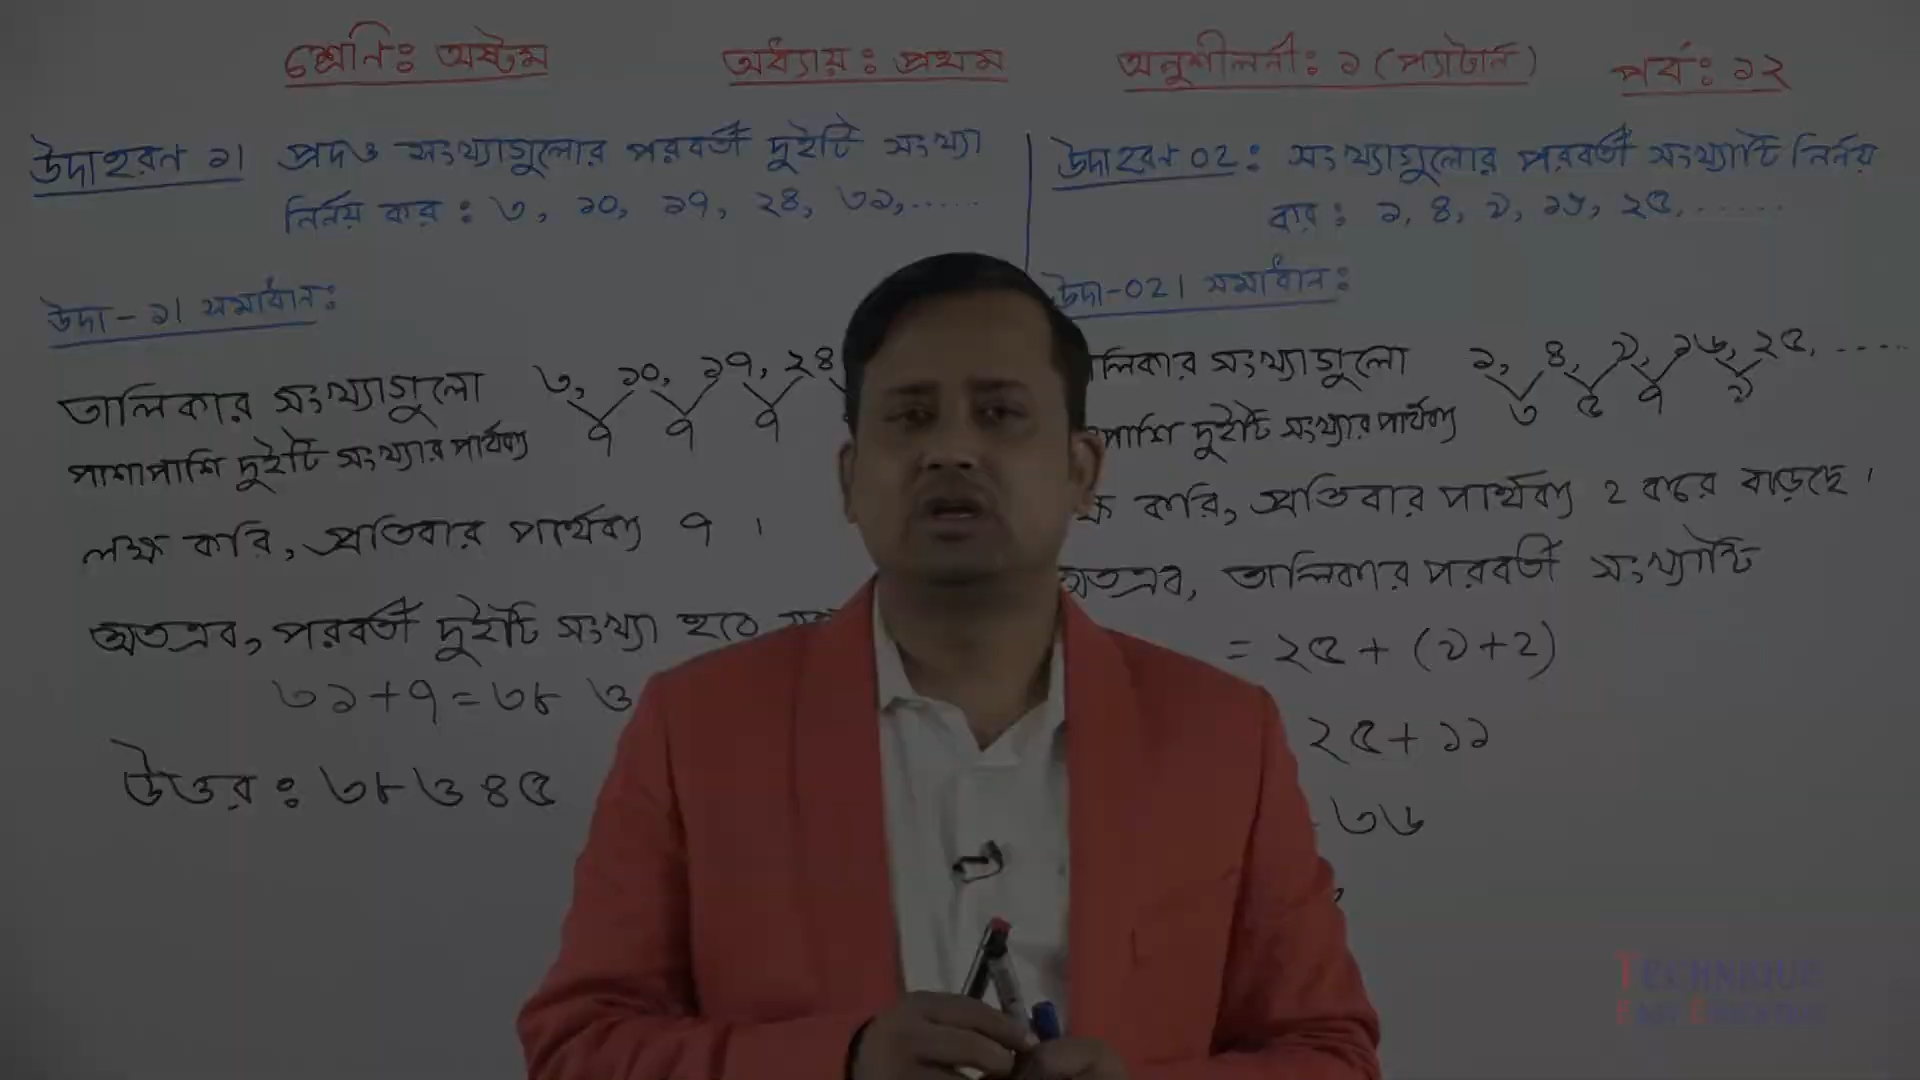 শ্রেণিঃ অষ্টম অধ্যায়ঃ প্রথম অনুশীলনীঃ ১ (প্যাটার্ন) পর্বঃ ১২
উদাহরণ ১। প্রদত্ত সংখ্যাগুলোর পরবর্তী দুইটি সংখ্যা
নির্নয় করঃ ৩, ১০, ১৭, ২৪, ৩১,......
উদা-১। সমাধানঃ
তালিকার সংখ্যাগুলো ৩, ১০, ১৭, ২৪
পাশাপাশি দুইটি সংখ্যার পার্থক্য ৭ ৭ ৭
লক্ষ করি, প্রতিবার পার্থক্য ৭ ।
অতএব, পরবর্তী দুইটি সংখ্যা হবে
৩১+৭=৩৮ ও
উত্তরঃ ৩৮ ও ৪৫
উদাহরণ 02ঃ সংখ্যাগুলোর পরবর্তী সংখ্যাটি নির্নয়
করঃ ১, ৪, ৯, ১৬, ২৫,......
উদা-02। সমাধানঃ
লিকার সংখ্যাগুলো ১, ৪, ৯, ১৬, ২৫, .....
পাশি দুইটি সংখ্যার পার্থক্য ৩ ৫ ৭ ৯
করি, প্রতিবার পার্থক্য 2 করে বাড়ছে ।
অতএব, তালিকার পরবর্তী সংখ্যাটি
= ২৫ + (৯+2)
২৫+ ১১
৩৬
TECHNIQUE